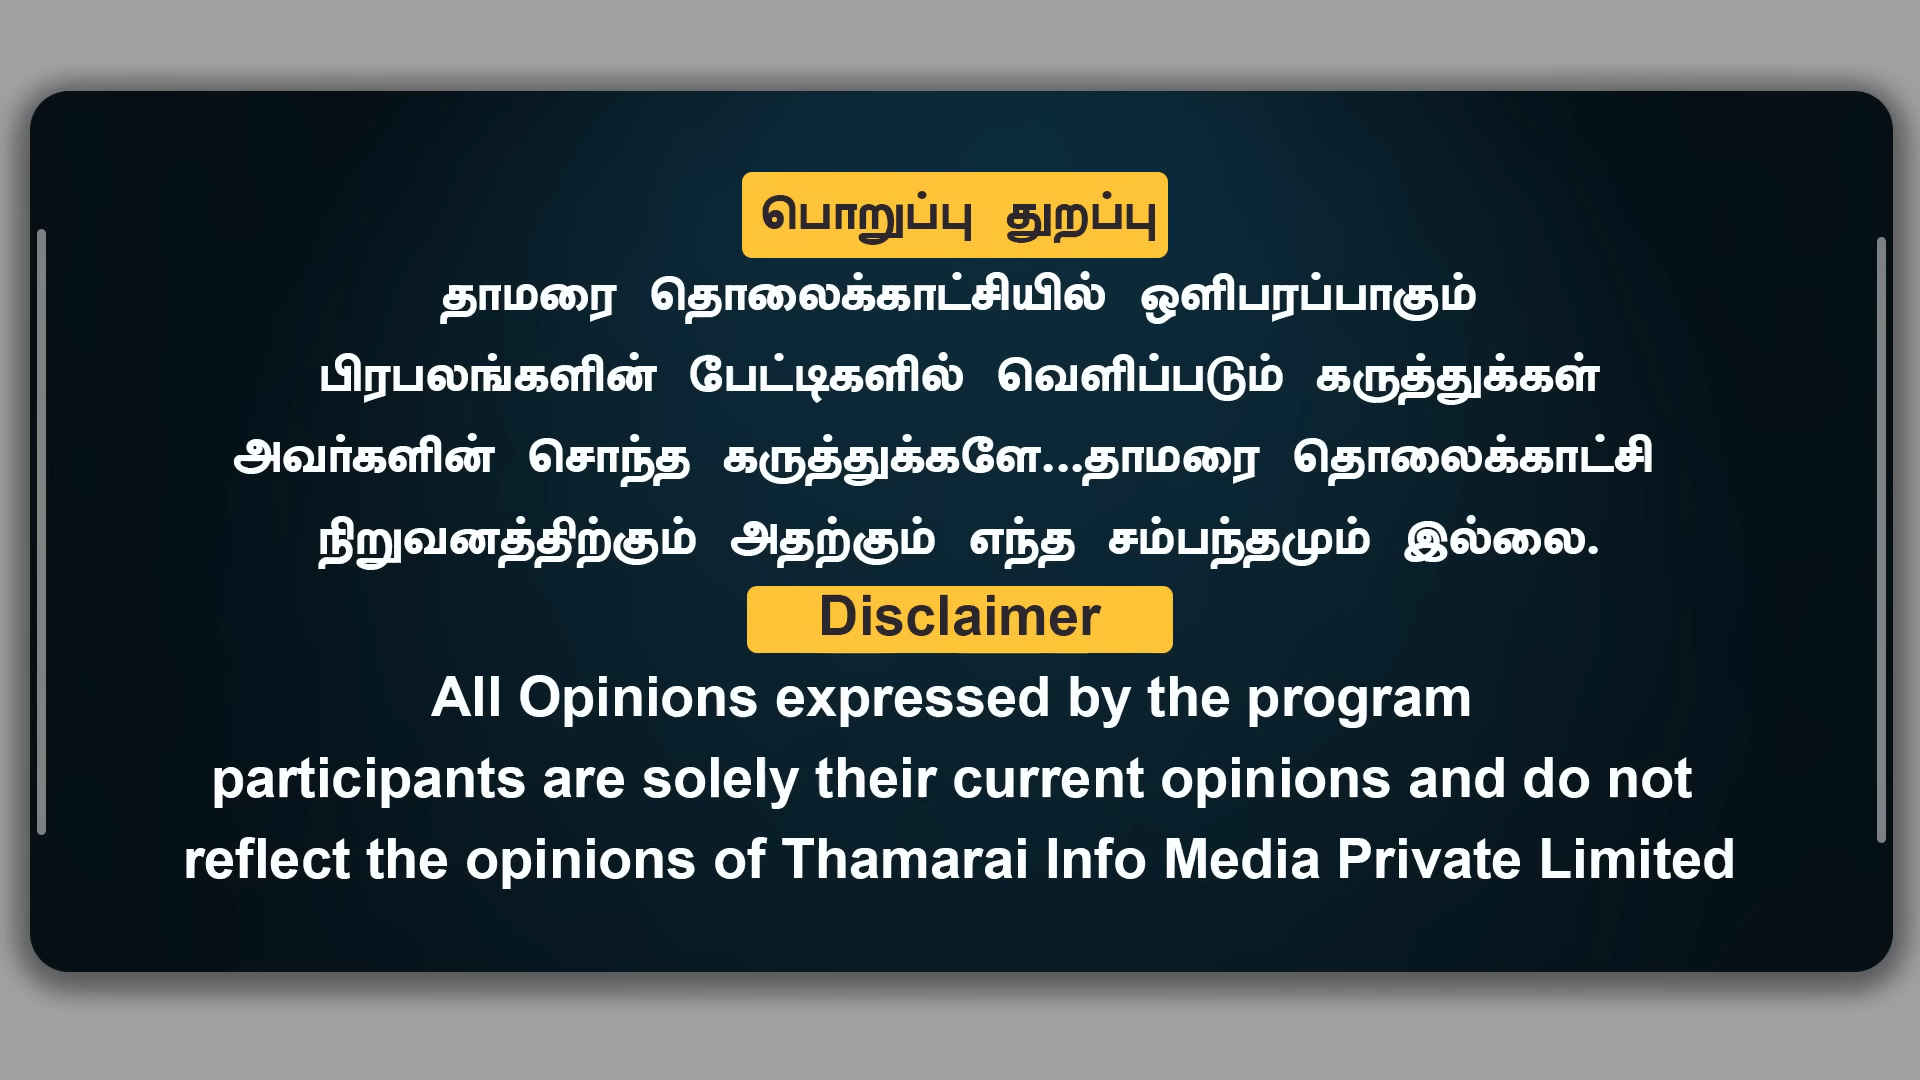 பொறுப்பு துறப்பு
தாமரை தொலைக்காட்சியில் ஒளிபரப்பாகும்
பிரபலங்களின் பேட்டிகளில் வெளிப்படும் கருத்துக்கள்
அவர்களின் சொந்த கருத்துக்களே...தாமரை தொலைக்காட்சி
நிறுவனத்திற்கும் அதற்கும் எந்த சம்பந்தமும் இல்லை.
Disclaimer
All Opinions expressed by the program
participants are solely their current opinions and do not
reflect the opinions of Thamarai Info Media Private Limited